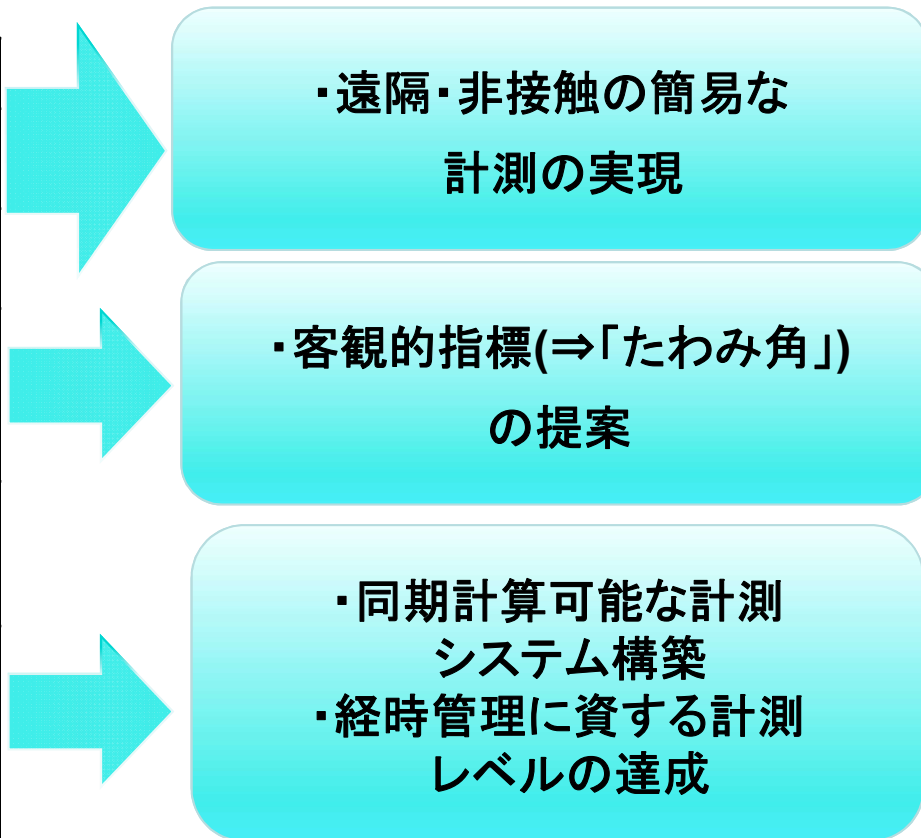 ・遠隔・非接触の簡易な
計測の実現
・客観的指標(⇒「たわみ角」)
の提案
・同期計算可能な計測
システム構築
・経時管理に資する計測
レベルの達成